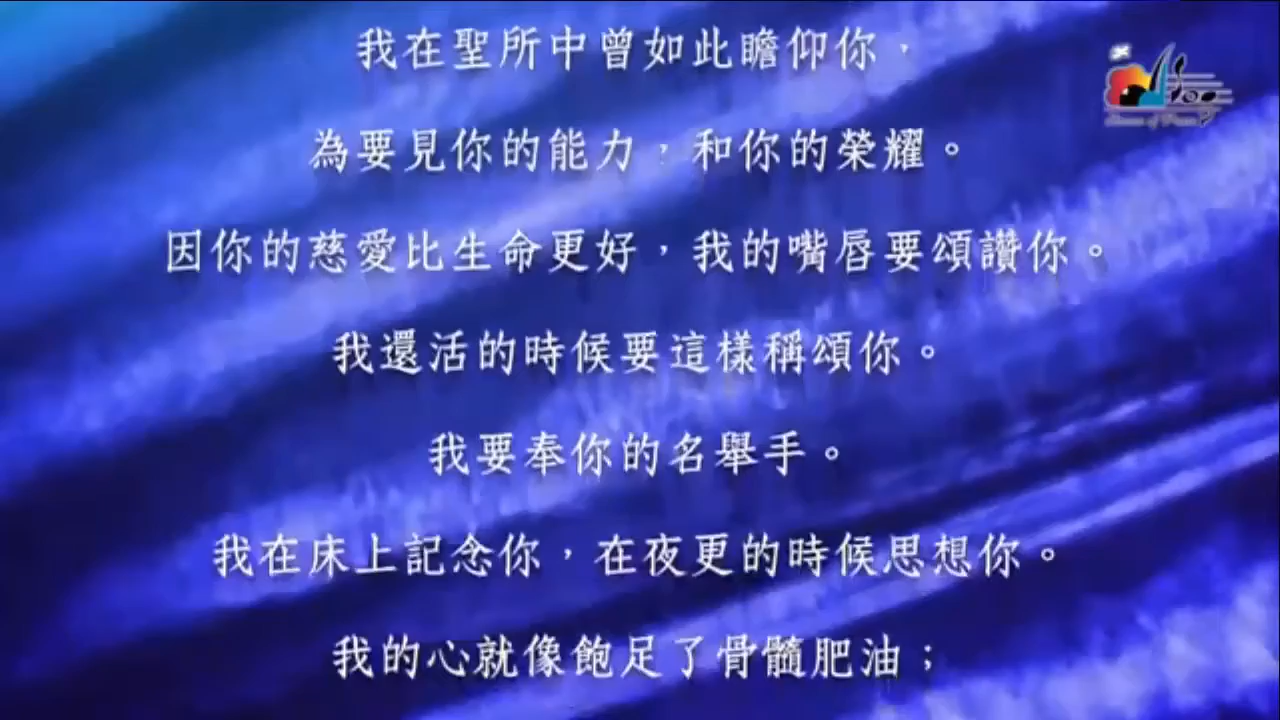 我在聖所中曾如此瞻仰你，
為要見你的能力，和你的榮耀。
因你的慈愛比生命更好，我的嘴唇要頌讚你。
我還活的時候要這樣稱頌你。
我要奉你的名舉手。
我在床上記念你，在夜更的時候思想你。
我的心就像飽足了骨髓肥油；